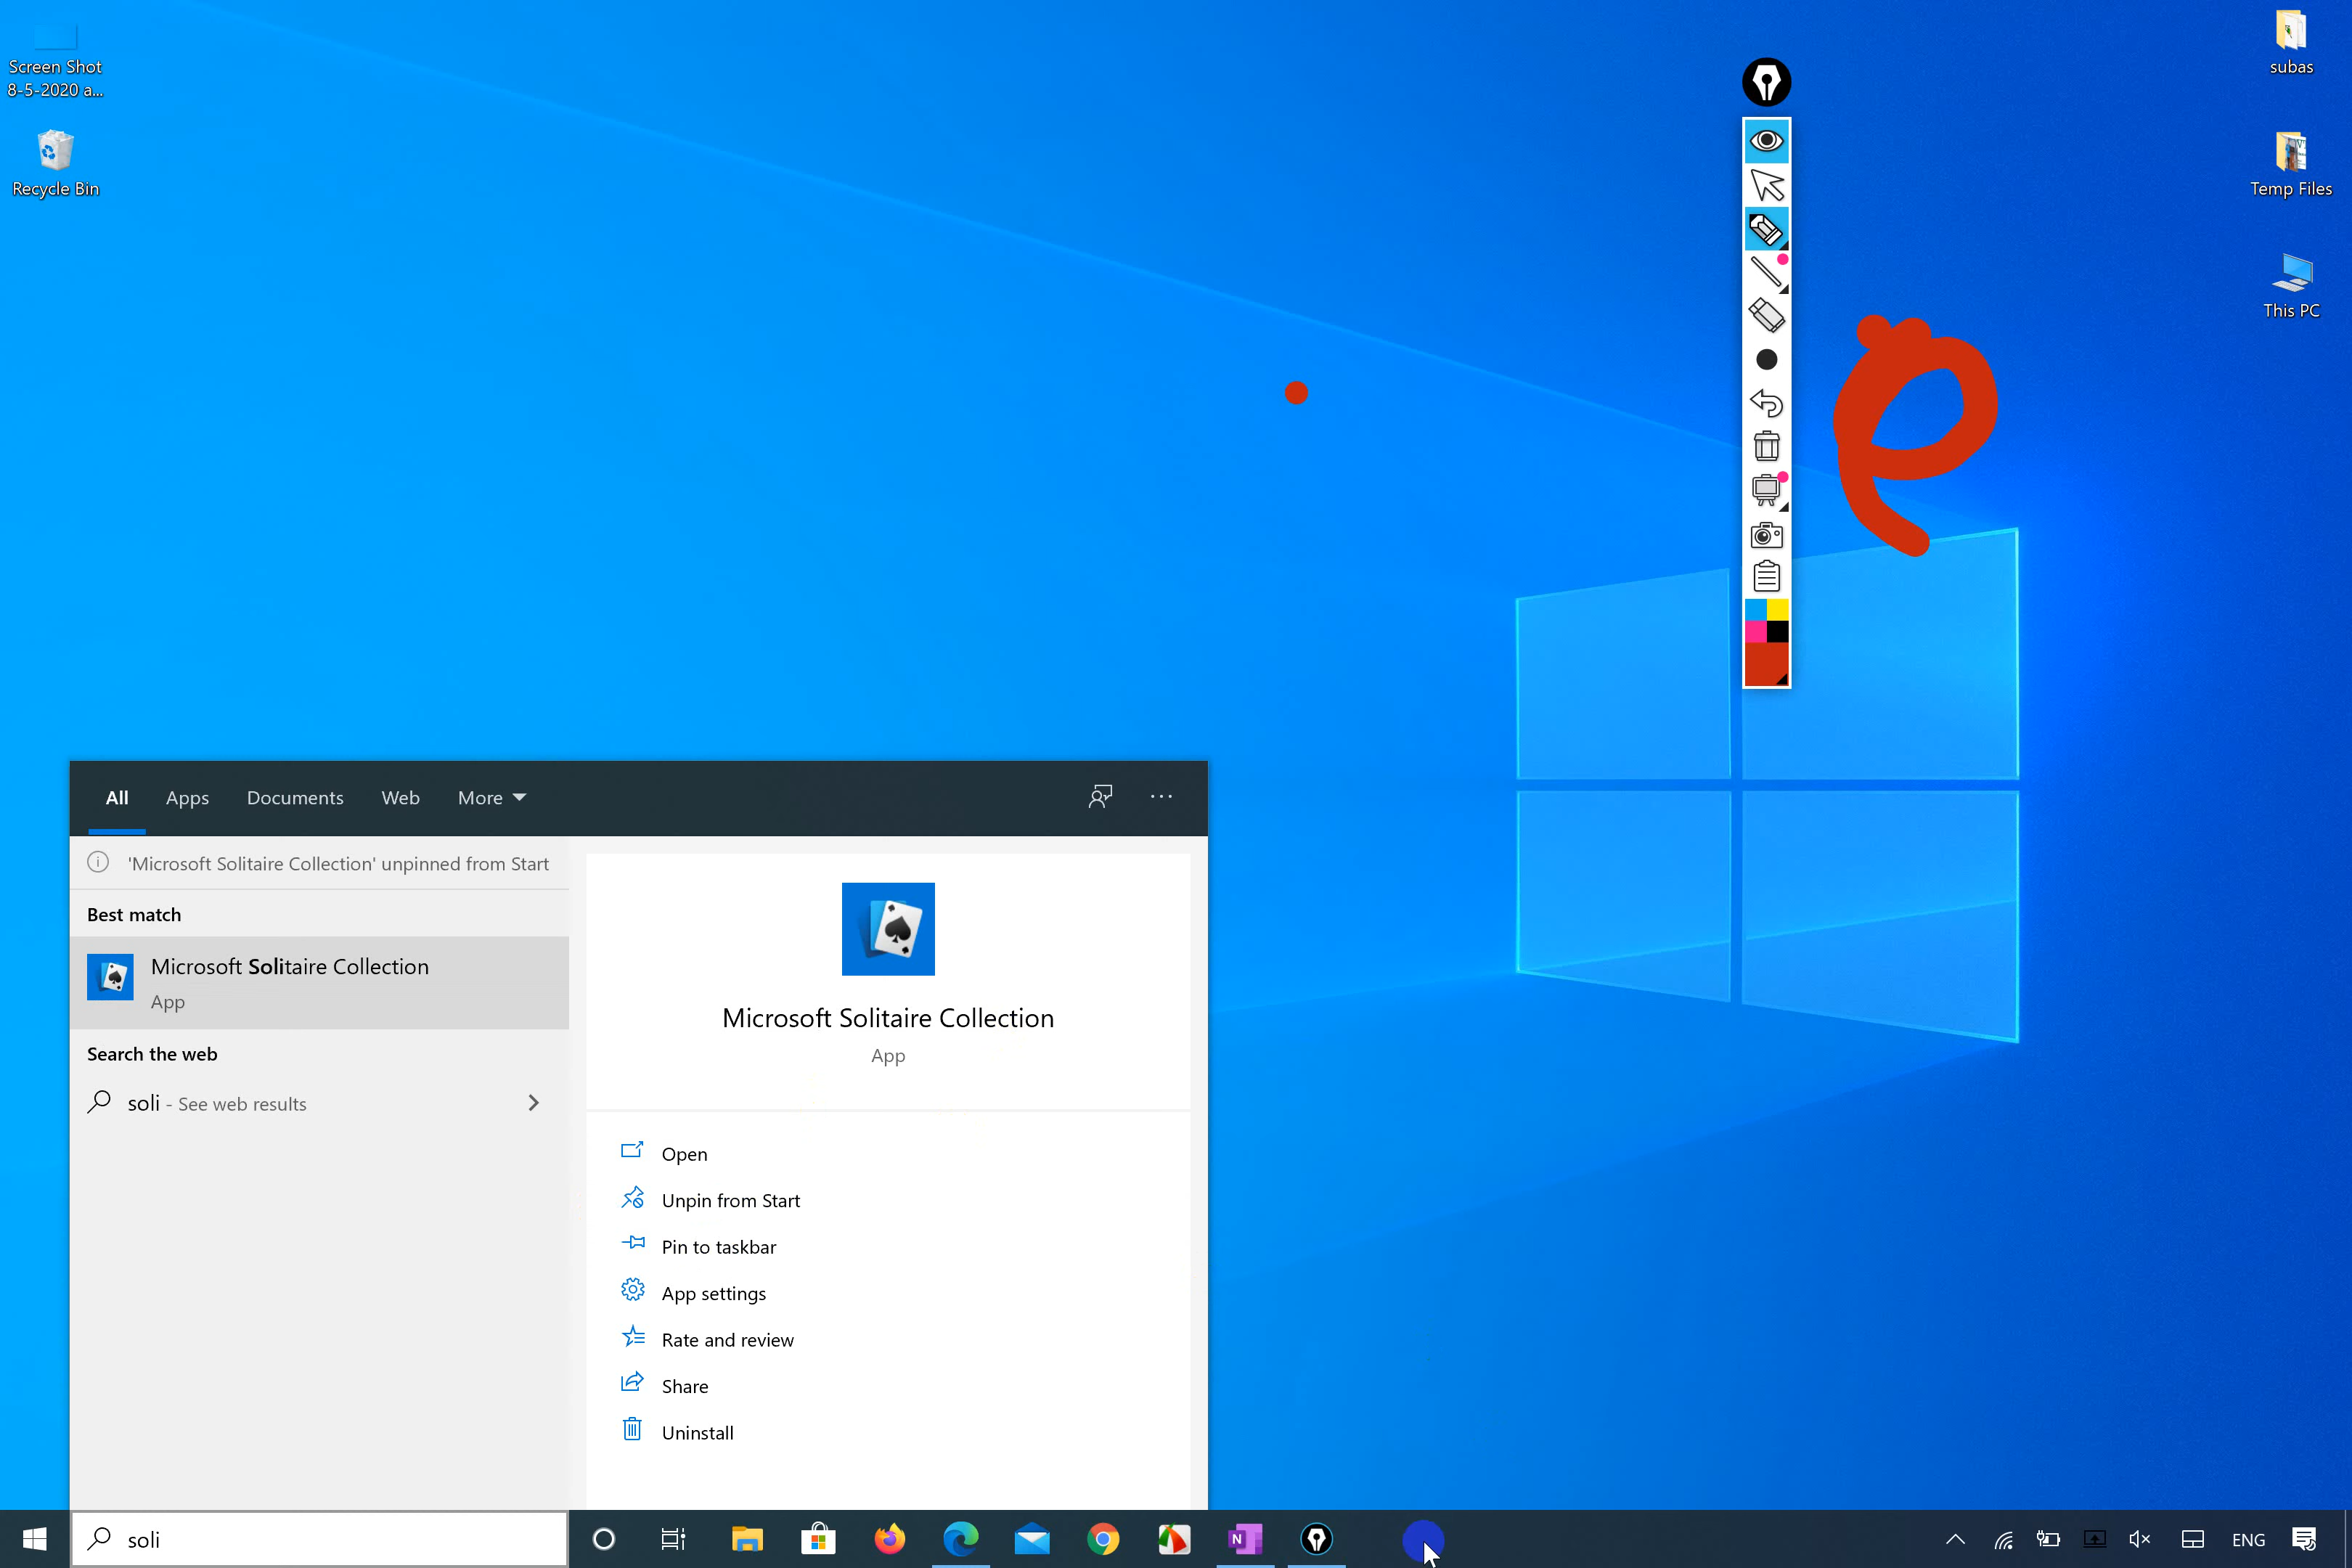 Screen Shot
8-5-2020 a...
Recycle Bin
subas
Temp Files
This PC
e
All Apps Documents Web More
'Microsoft Solitaire Collection' unpinned from Start
Best match
Microsoft Solitaire Collection
App
Search the web
soli - See web results
Microsoft Solitaire Collection
App
Open
Unpin from Start
Pin to taskbar
App settings
Rate and review
Share
Uninstall
soli
N
ENG